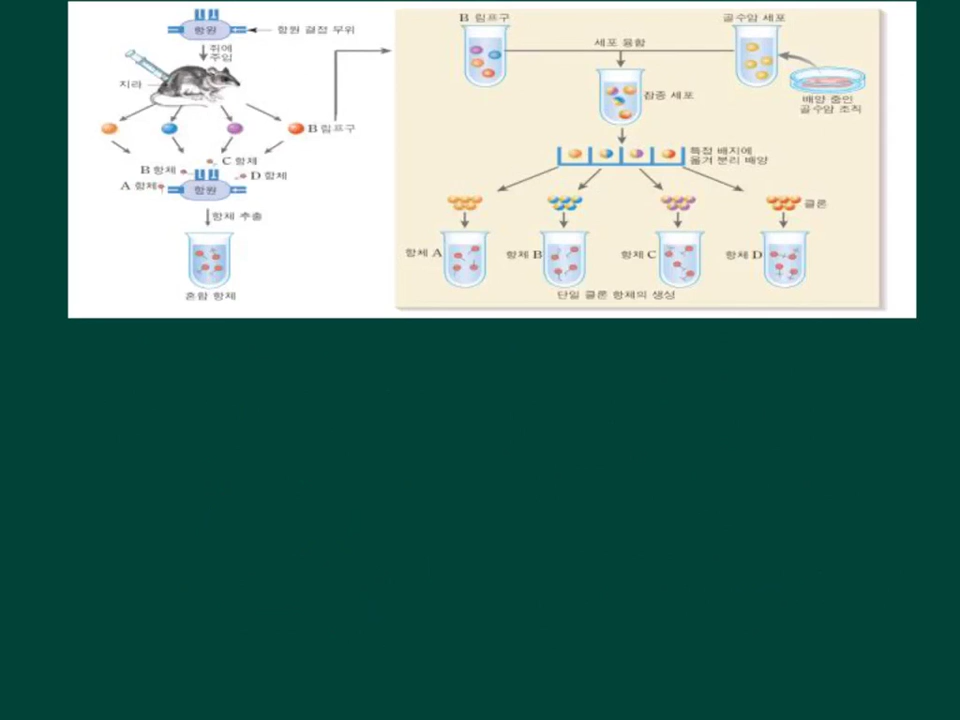 항원
항원 결정 부위
쥐에
주입
지라
B 림프구
C 항체
B 항체
D 항체
A 항체
항원
항체 추출
혼합 항체
B 림프구
골수암 세포
세포 융합
잡종 세포
배양 중인
골수암 조직
특정 배지에
옮겨 분리 배양
클론
항체 A
항체 B
항체 C
항체 D
단일 클론 항체의 생성